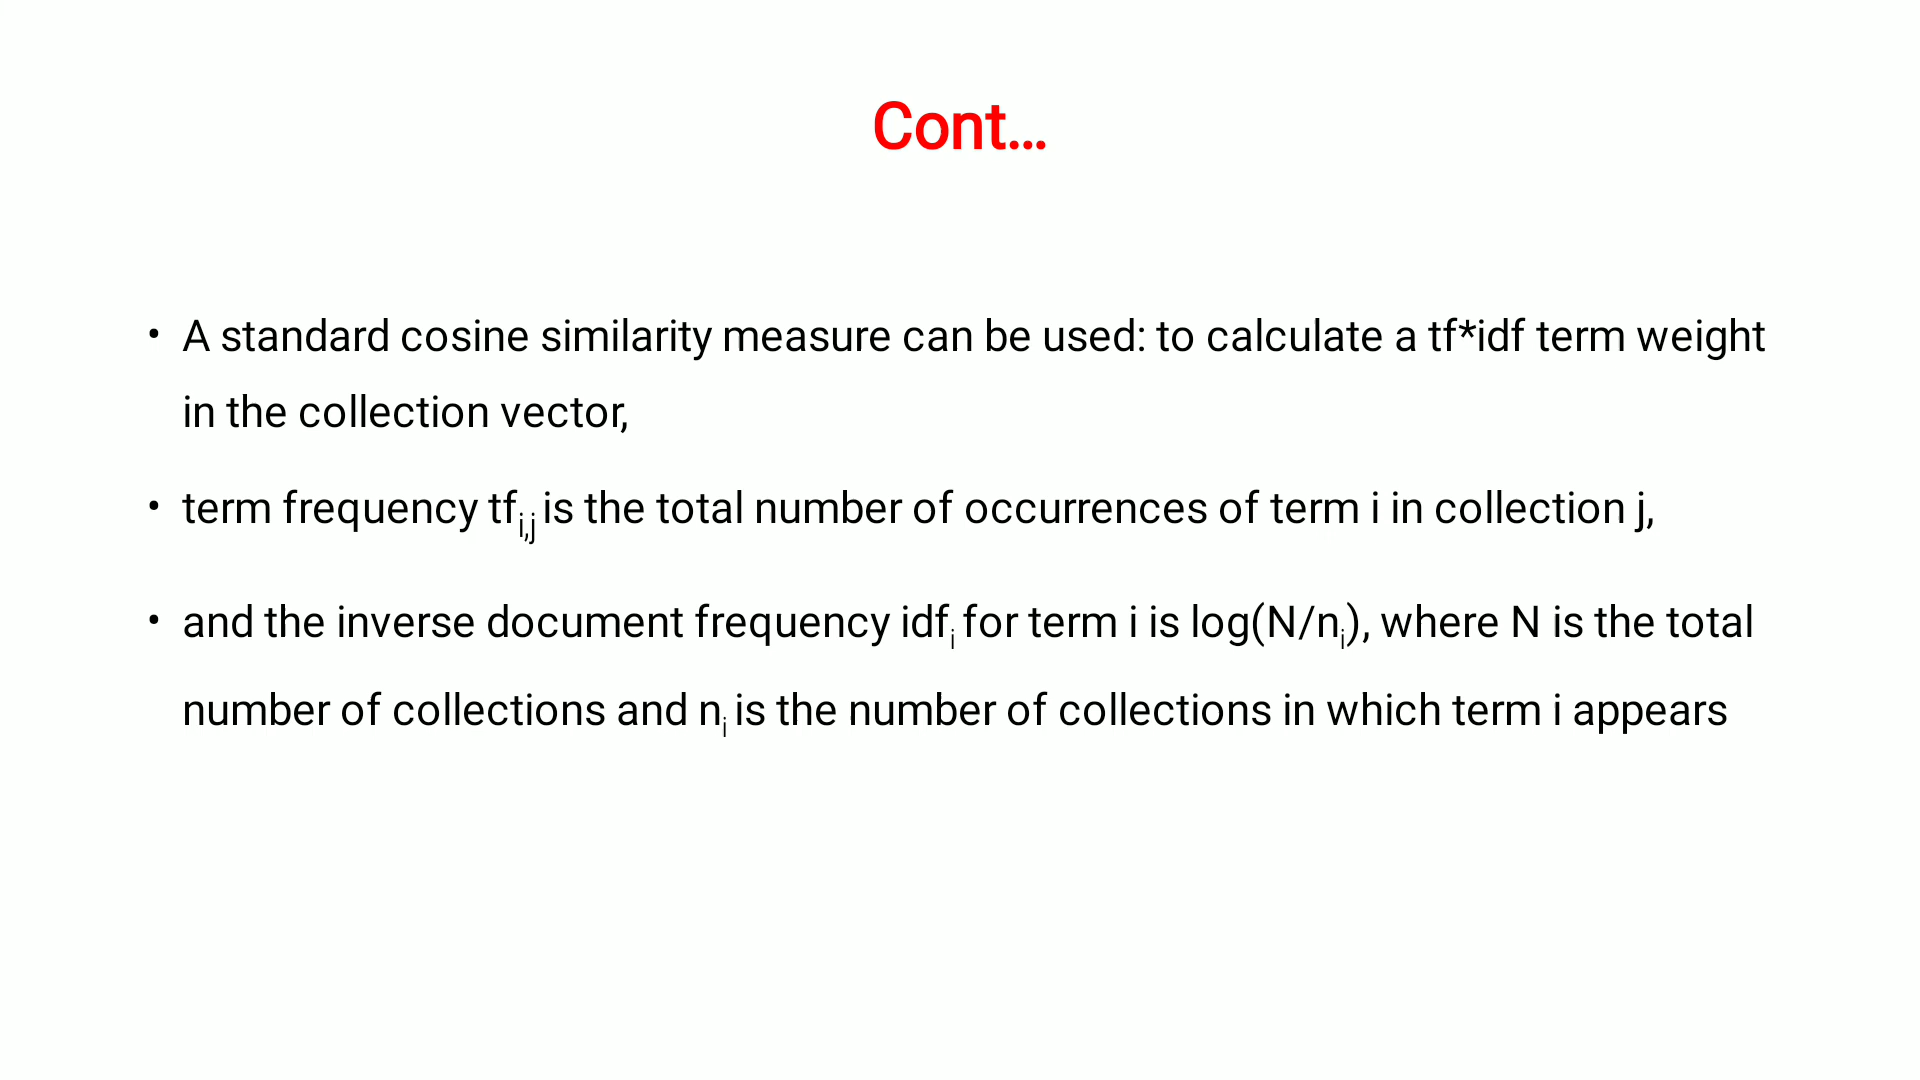 Cont...
• A standard cosine similarity measure can be used: to calculate a tf*idf term weight
in the collection vector,
• term frequency tfi,j is the total number of occurrences of term i in collection j,
• and the inverse document frequency idfi for term i is log(N/ni), where N is the total
number of collections and ni is the number of collections in which term i appears